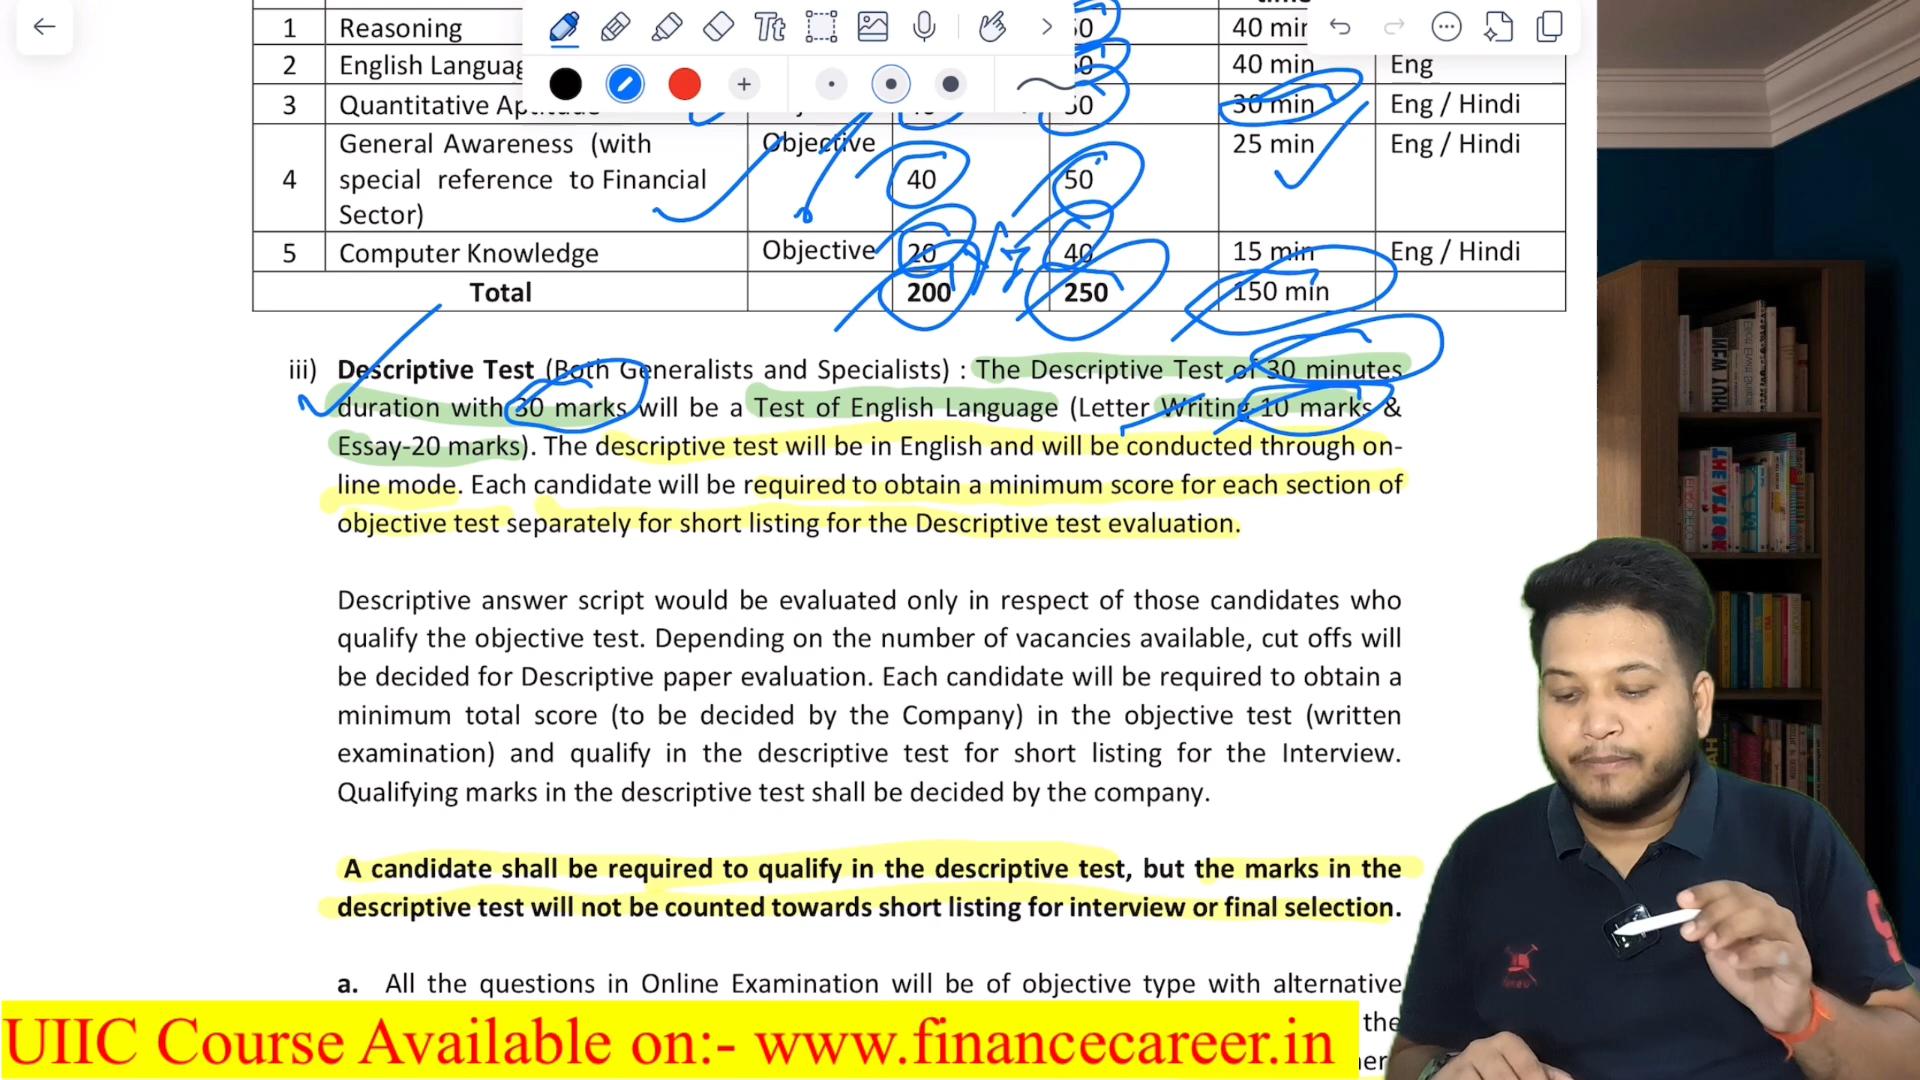 1 Reasoning 50 40 min
2 English 50 40 min Eng
3 Quantitative 50 30 min Eng / Hindi
4 General Awareness (with special reference to Financial Sector) Objective 40 50 25 min Eng / Hindi
5 Computer Knowledge Objective 20 40 15 min Eng / Hindi
Total 200 250 150 min
Tt
iii) Descriptive Test (Both Generalists and Specialists) : The Descriptive Test of 30 minutes
duration with 30 marks will be a Test of English Language (Letter Writing-10 marks &
Essay-20 marks). The descriptive test will be in English and will be conducted through on-
line mode. Each candidate will be required to obtain a minimum score for each section of
objective test separately for short listing for the Descriptive test evaluation.
Descriptive answer script would be evaluated only in respect of those candidates who
qualify the objective test. Depending on the number of vacancies available, cut offs will
be decided for Descriptive paper evaluation. Each candidate will be required to obtain a
minimum total score (to be decided by the Company) in the objective test (written
examination) and qualify in the descriptive test for short listing for the Interview.
Qualifying marks in the descriptive test shall be decided by the company.
A candidate shall be required to qualify in the descriptive test, but the marks in the
descriptive test will not be counted towards short listing for interview or final selection.
a. All the questions in Online Examination will be of objective type with alternative
the
UIIC Course Available on:- www.financecareer.in